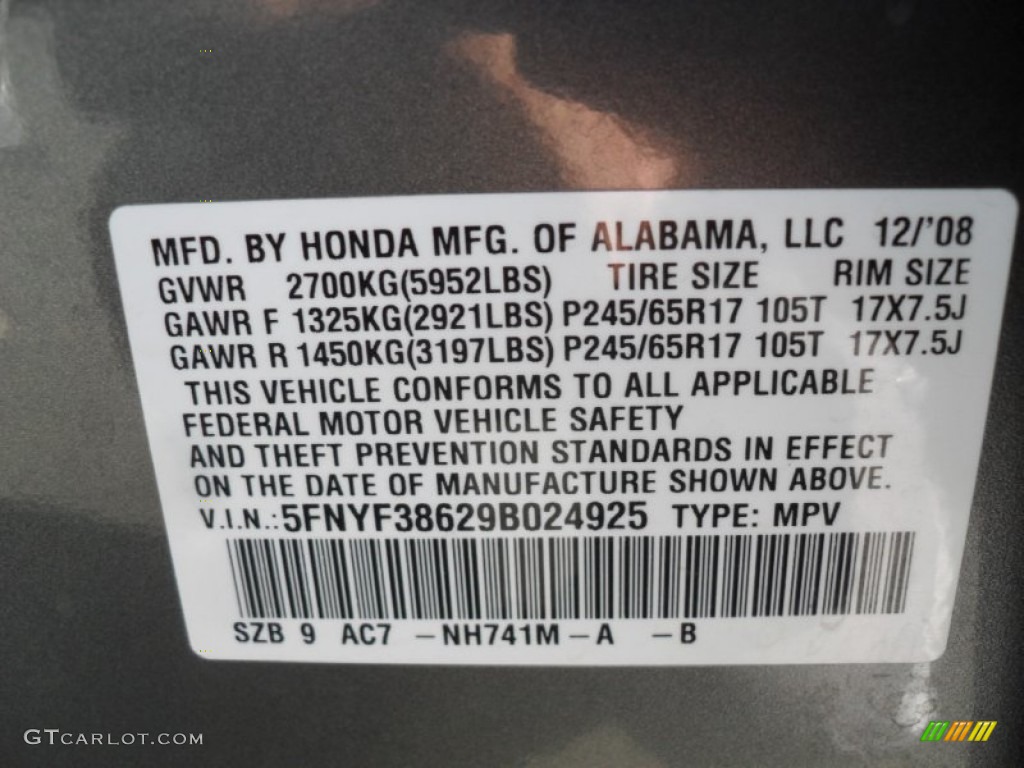 MFD. BY HONDA MFG. OF ALABAMA, LLC 12/'08
GVWR 2700KG(5952LBS) TIRE SIZE RIM SIZE
GAWR F 1325KG(2921LBS) P245/65R17 105T 17X7.5J
GAWR R 1450KG(3197LBS) P245/65R17 105T 17X7.5J
THIS VEHICLE CONFORMS TO ALL APPLICABLE
FEDERAL MOTOR VEHICLE SAFETY
AND THEFT PREVENTION STANDARDS IN EFFECT
ON THE DATE OF MANUFACTURE SHOWN ABOVE.
V.I.N.:5FNYF38629B024925 TYPE: MPV
SZB 9 AC7 -NH741M-A -B
GTCARLOT.COM